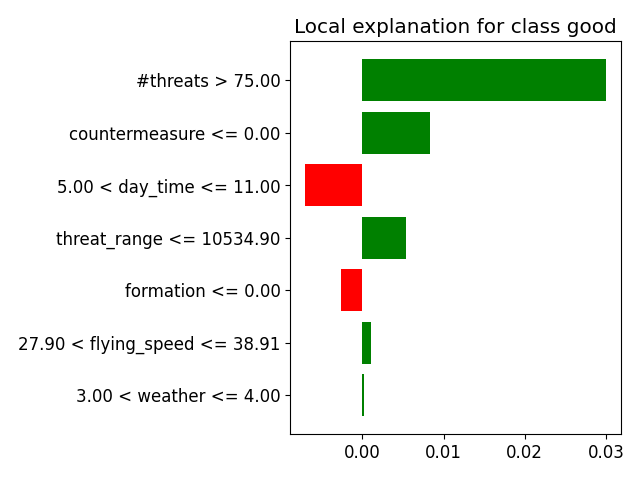 Local explanation for class good
#threats > 75.00
countermeasure <= 0.00
5.00 < day_time <= 11.00
threat_range <= 10534.90
formation <= 0.00
27.90 < flying_speed <= 38.91
3.00 < weather <= 4.00
0.00 0.01 0.02 0.03